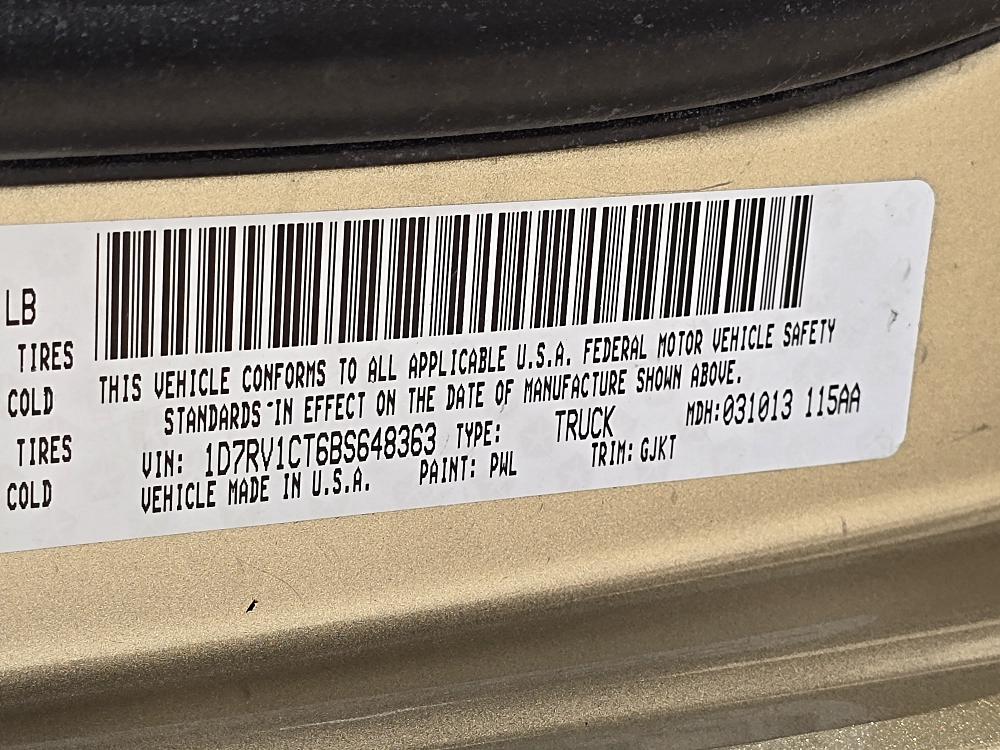 LB
TIRES
COLD
TIRES
COLD
THIS VEHICLE CONFORMS TO ALL APPLICABLE U.S.A. FEDERAL MOTOR VEHICLE SAFETY
STANDARDS IN EFFECT ON THE DATE OF MANUFACTURE SHOWN ABOVE.
VIN: 1D7RV1CT6BS648363 TYPE: TRUCK MDH:031013 115AA
VEHICLE MADE IN U.S.A. PAINT: PWL TRIM: GJKT